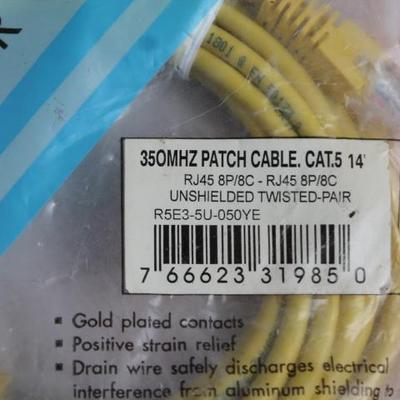 350MHZ PATCH CABLE. CAT.5 14'
RJ45 8P/8C - RJ45 8P/8C
UNSHIELDED TWISTED-PAIR
R5E3-5U-050YE
7 66623 31985 0
▪ Gold plated contacts
▪ Positive strain relief
▪ Drain wire safely discharges electrical
interference from aluminum shielding to